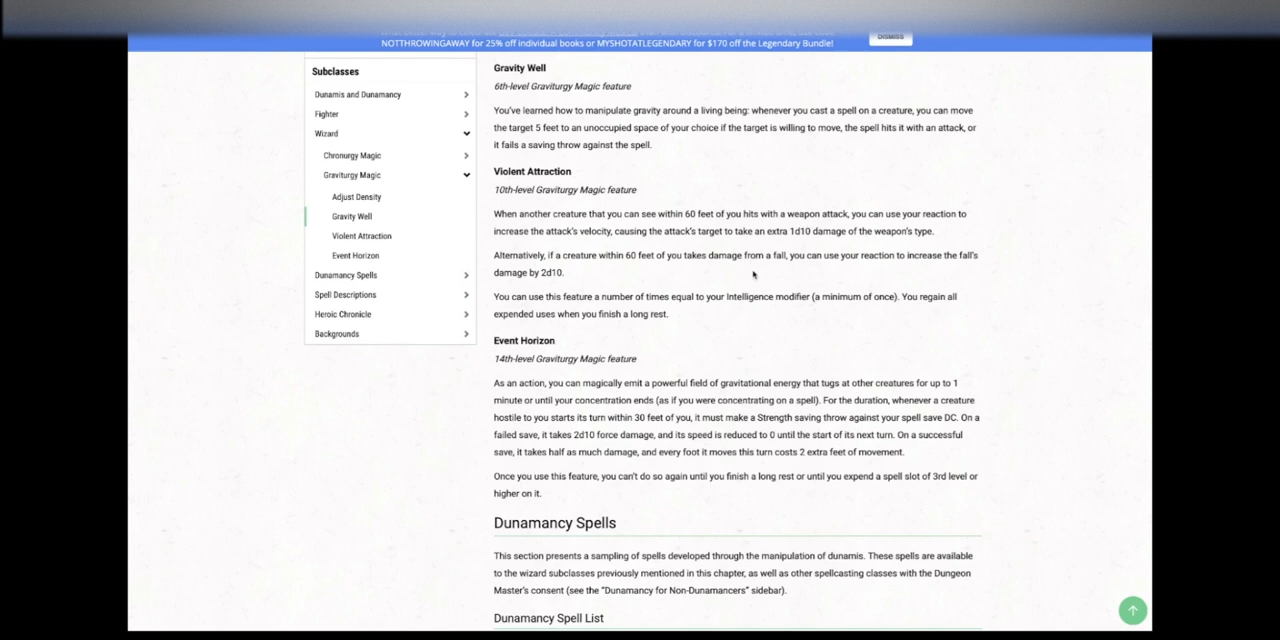 NOTTHROWINGAWAY for 25% off individual books or MYSHOTATLEGENDARY for $170 off the Legendary Bundle!
DISMISS
Subclasses
Dunamis and Dunamancy
Fighter
Wizard
Chronurgy Magic
Graviturgy Magic
Adjust Density
Gravity Well
Violent Attraction
Event Horizon
Dunamancy Spells
Spell Descriptions
Heroic Chronicle
Backgrounds
Gravity Well
6th-level Graviturgy Magic feature
You've learned how to manipulate gravity around a living being: whenever you cast a spell on a creature, you can move
the target 5 feet to an unoccupied space of your choice if the target is willing to move, the spell hits it with an attack, or
it fails a saving throw against the spell.
Violent Attraction
10th-level Graviturgy Magic feature
When another creature that you can see within 60 feet of you hits with a weapon attack, you can use your reaction to
increase the attack's velocity, causing the attack's target to take an extra 1d10 damage of the weapon's type.
Alternatively, if a creature within 60 feet of you takes damage from a fall, you can use your reaction to increase the fall's
damage by 2d10.
You can use this feature a number of times equal to your Intelligence modifier (a minimum of once). You regain all
expended uses when you finish a long rest.
Event Horizon
14th-level Graviturgy Magic feature
As an action, you can magically emit a powerful field of gravitational energy that tugs at other creatures for up to 1
minute or until your concentration ends (as if you were concentrating on a spell). For the duration, whenever a creature
hostile to you starts its turn within 30 feet of you, it must make a Strength saving throw against your spell save DC. On a
failed save, it takes 2d10 force damage, and its speed is reduced to 0 until the start of its next turn. On a successful
save, it takes half as much damage, and every foot it moves this turn costs 2 extra feet of movement.
Once you use this feature, you can't do so again until you finish a long rest or until you expend a spell slot of 3rd level or
higher on it.
Dunamancy Spells
This section presents a sampling of spells developed through the manipulation of dunamis. These spells are available
to the wizard subclasses previously mentioned in this chapter, as well as other spellcasting classes with the Dungeon
Master's consent (see the "Dunamancy for Non-Dunamancers" sidebar).
Dunamancy Spell List